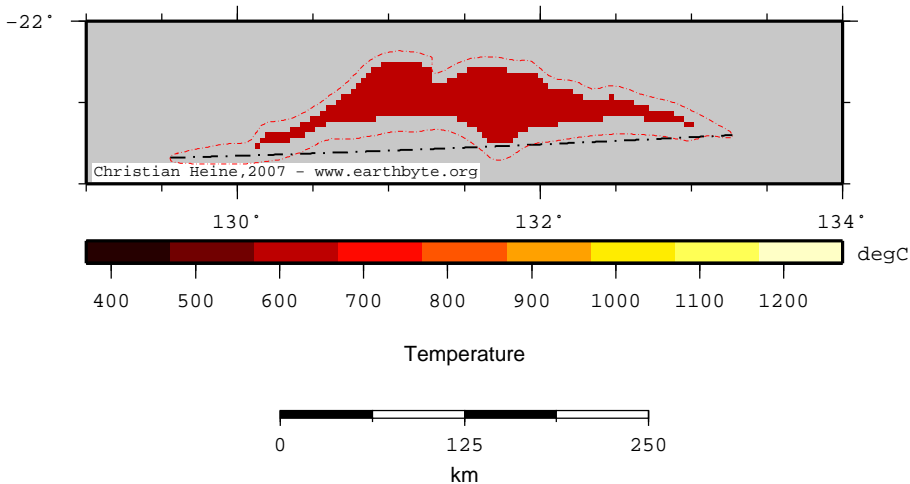 -22°
Christian Heine,2007 - www.earthbyte.org
130° 132° 134°
degC
400 500 600 700 800 900 1000 1100 1200
Temperature
0 125 250
km